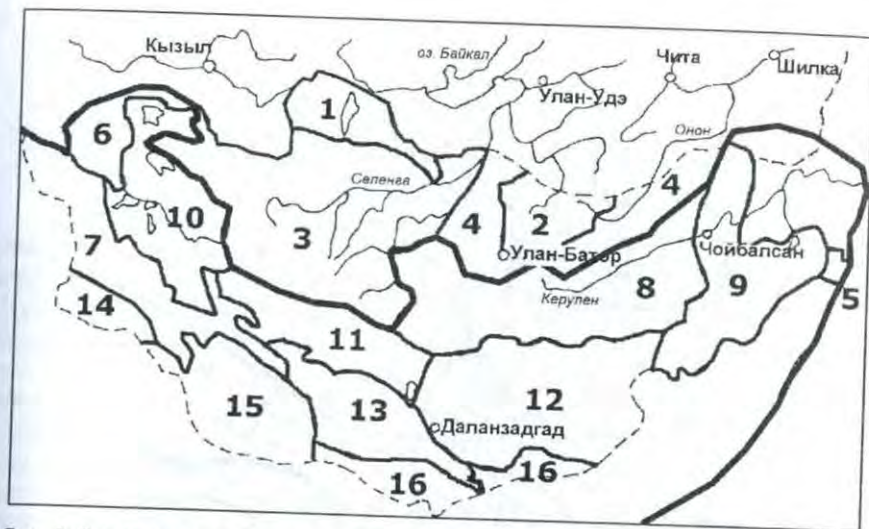 Кызыл
оз. Байкал
Чита
Шилка
Улан-Удэ
1
6
Онон
Селенга
4
10
4
2
3
7
Улан-Батор
Чойбалсан
8
9
5
Керулен
14
11
12
15
13
Даланзадгад
16
16